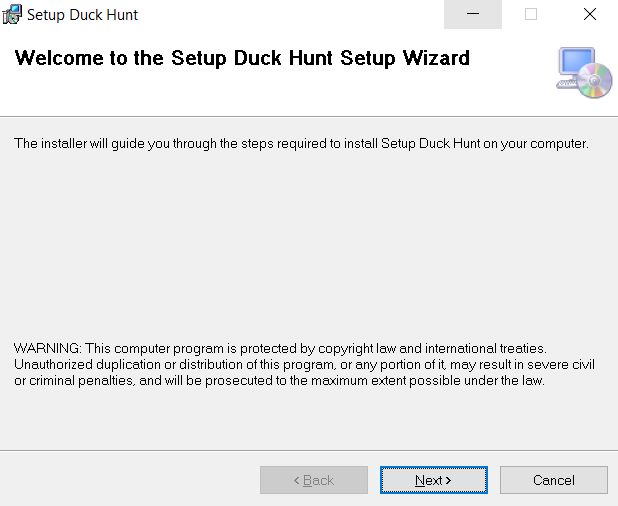 Setup Duck Hunt
Welcome to the Setup Duck Hunt Setup Wizard
The installer will guide you through the steps required to install Setup Duck Hunt on your computer.
WARNING: This computer program is protected by copyright law and international treaties.
Unauthorized duplication or distribution of this program, or any portion of it, may result in severe civil
or criminal penalties, and will be prosecuted to the maximum extent possible under the law.
< Back
Next >
Cancel